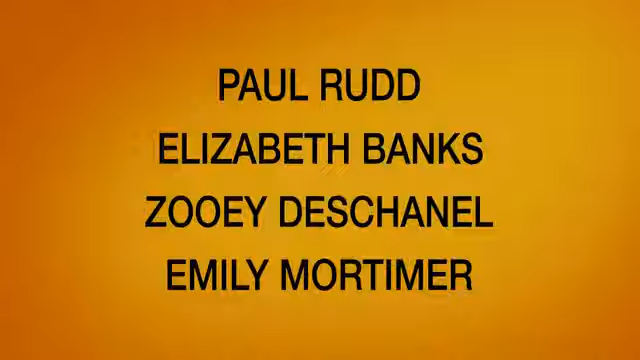 PAUL RUDD
ELIZABETH BANKS
ZOOEY DESCHANEL
EMILY MORTIMER